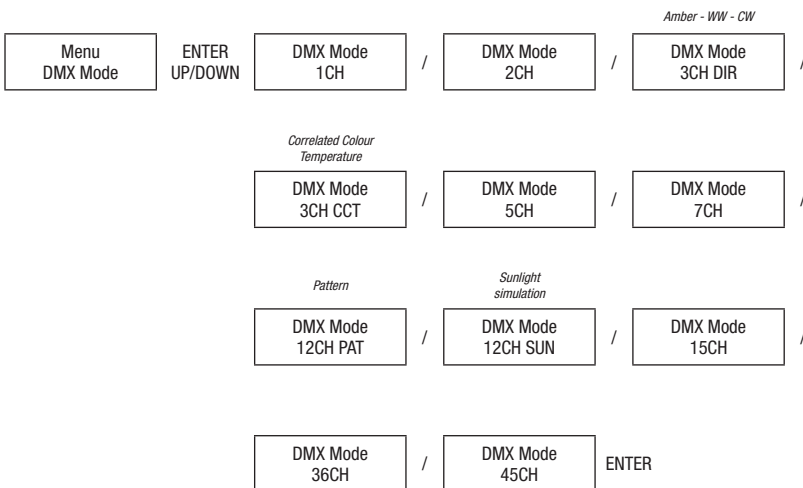 Amber - WW - CW
Menu
DMX Mode
ENTER
UP/DOWN
DMX Mode
1CH
/
DMX Mode
2CH
/
DMX Mode
3CH DIR
/
Correlated Colour
Temperature
DMX Mode
3CH CCT
/
DMX Mode
5CH
/
DMX Mode
7CH
/
Pattern
Sunlight
simulation
DMX Mode
12CH PAT
/
DMX Mode
12CH SUN
/
DMX Mode
15CH
/
DMX Mode
36CH
/
DMX Mode
45CH
ENTER